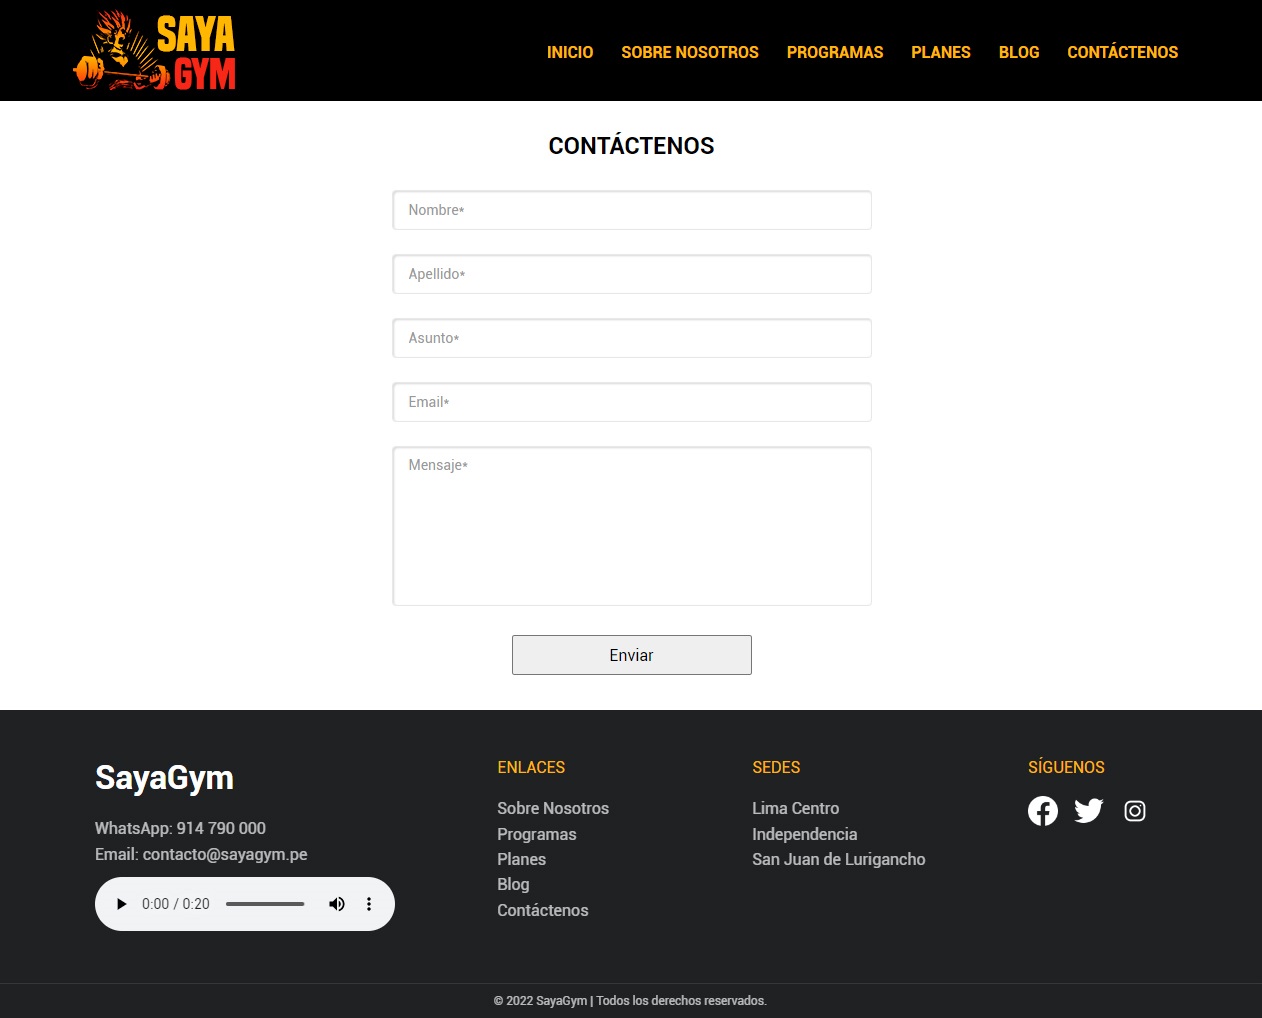 SAYA
GYM
INICIO SOBRE NOSOTROS PROGRAMAS PLANES BLOG CONTÁCTENOS
CONTÁCTENOS
Nombre*
Apellido*
Asunto*
Email*
Mensaje*
Enviar
SayaGym
WhatsApp: 914 790 000
Email: contacto@sayagym.pe
0:00 / 0:20
ENLACES
Sobre Nosotros
Programas
Planes
Blog
Contáctenos
SEDES
Lima Centro
Independencia
San Juan de Lurigancho
SÍGUENOS
© 2022 SayaGym | Todos los derechos reservados.